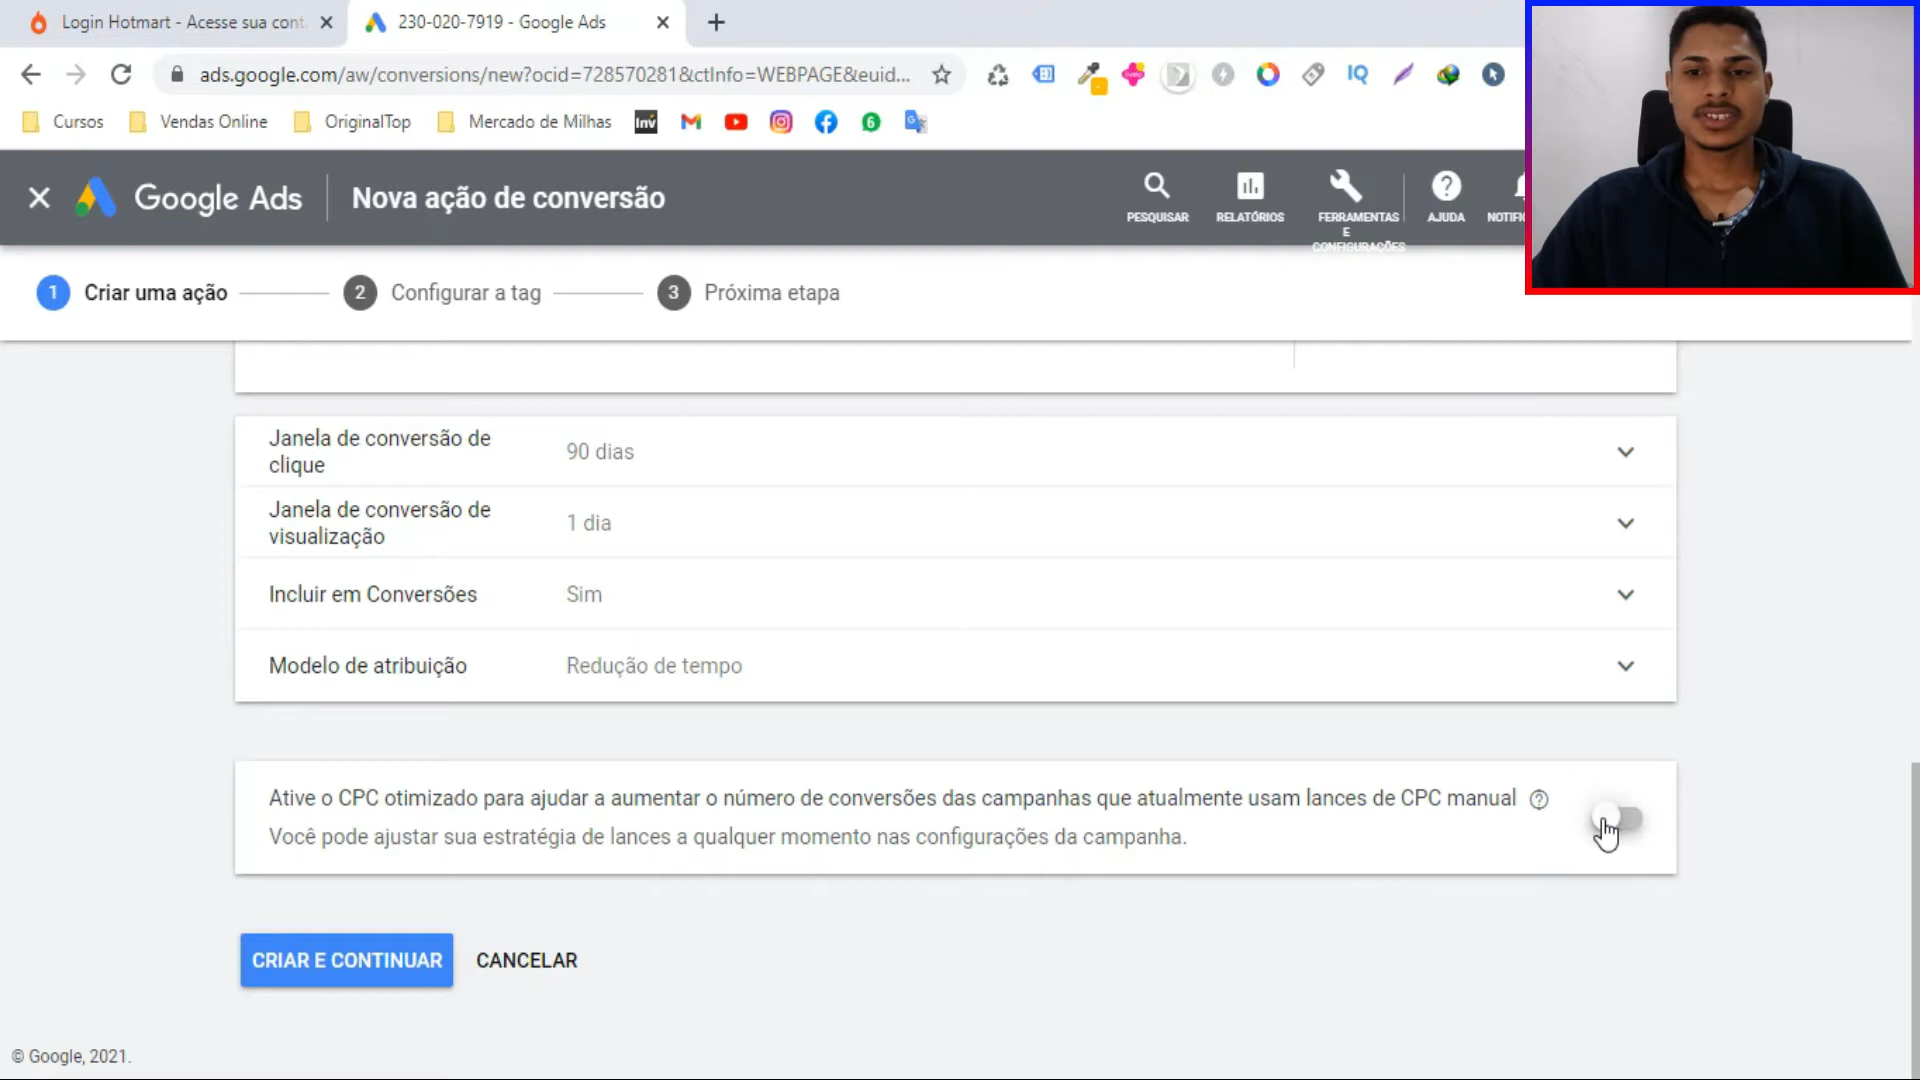 Login Hotmart - Acesse sua cont
230-020-7919 - Google Ads
ads.google.com/aw/conversions/new?ocid=728570281&ctInfo=WEBPAGE&euid...
IQ
Cursos
Vendas Online
OriginalTop
Mercado de Milhas
Inv
6
Google Ads
Nova ação de conversão
PESQUISAR
RELATÓRIOS
FERRAMENTAS
E
CONFIGURAÇÕES
AJUDA
NOTIFI
1 Criar uma ação
2 Configurar a tag
3 Próxima etapa
Janela de conversão de
clique
90 dias
Janela de conversão de
visualização
1 dia
Incluir em Conversões
Sim
Modelo de atribuição
Redução de tempo
Ative o CPC otimizado para ajudar a aumentar o número de conversões das campanhas que atualmente usam lances de CPC manual
Você pode ajustar sua estratégia de lances a qualquer momento nas configurações da campanha.
CRIAR E CONTINUAR
CANCELAR
© Google, 2021.